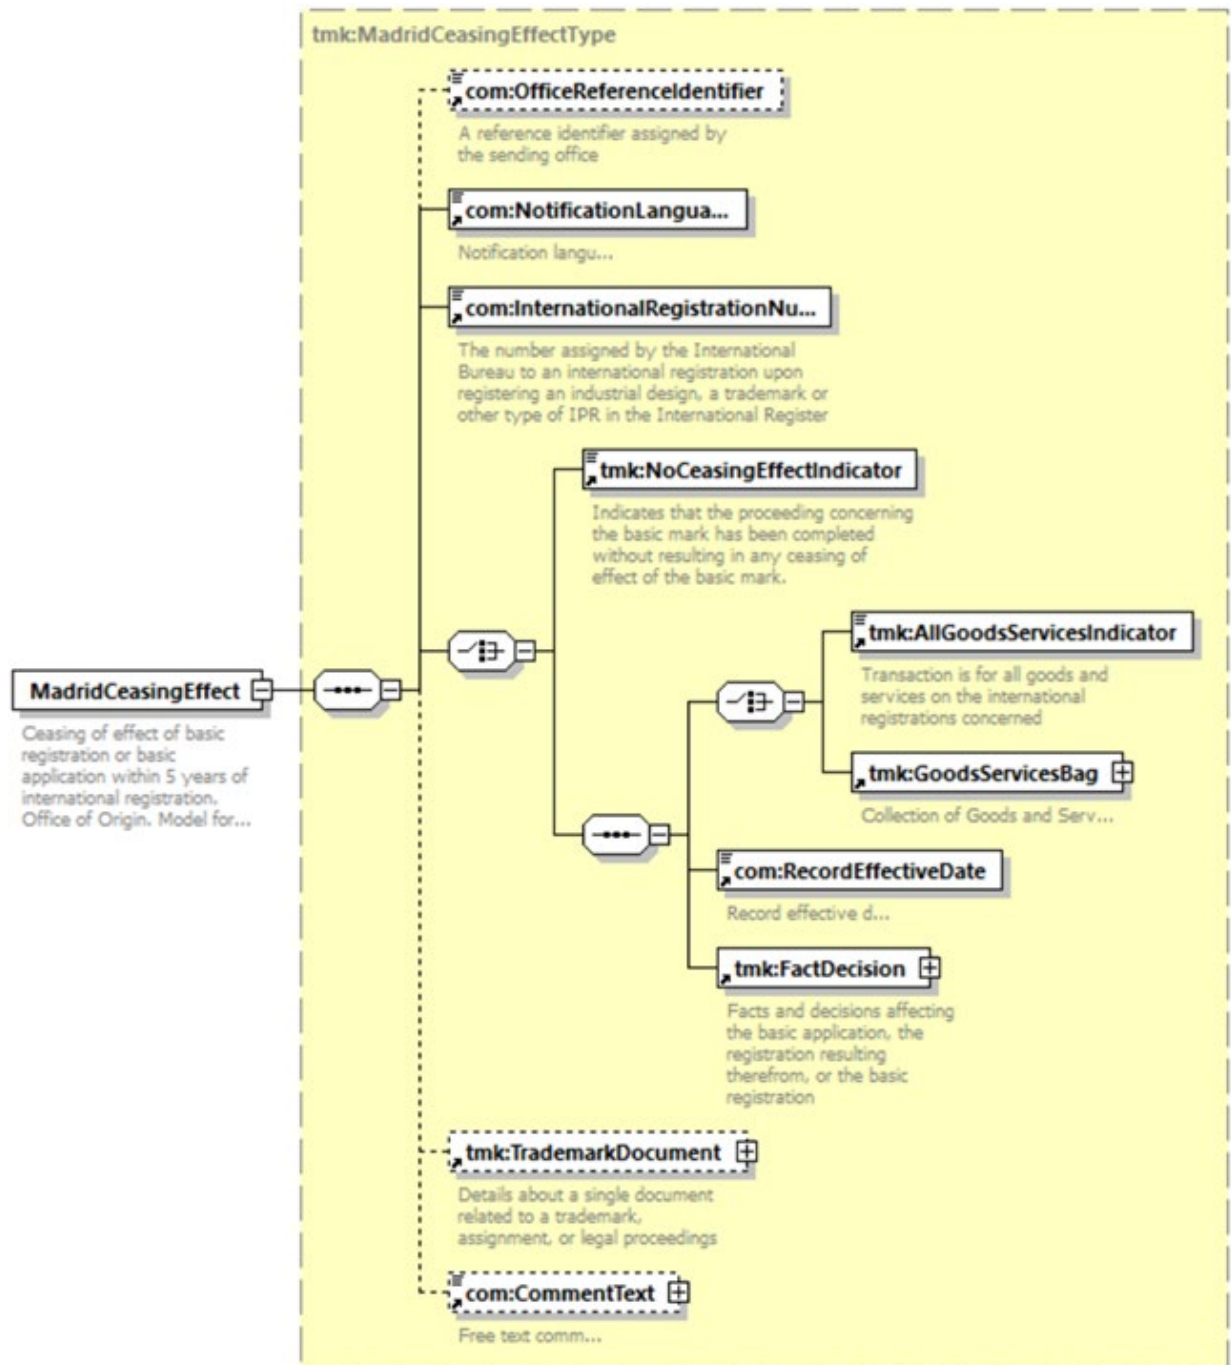 tmk:MadridCeasingEffectType
com:OfficeReferenceIdentifier
A reference identifier assigned by
the sending office
com:NotificationLangua...
Notification langu...
com:InternationalRegistrationNu...
The number assigned by the International
Bureau to an international registration upon
registering an industrial design, a trademark or
other type of IPR in the International Register
tmk:NoCeasingEffectIndicator
Indicates that the proceeding concerning
the basic mark has been completed
without resulting in any ceasing of
effect of the basic mark.
tmk:AllGoodsServicesIndicator
Transaction is for all goods and
services on the international
registrations concerned
MadridCeasingEffect
Ceasing of effect of basic
registration or basic
application within 5 years of
international registration.
Office of Origin. Model for...
tmk:GoodsServicesBag
Collection of Goods and Serv...
com:RecordEffectiveDate
Record effective d...
tmk:FactDecision
Facts and decisions affecting
the basic application, the
registration resulting
therefrom, or the basic
registration
tmk:TrademarkDocument
Details about a single document
related to a trademark,
assignment, or legal proceedings
com:CommentText
Free text comm...